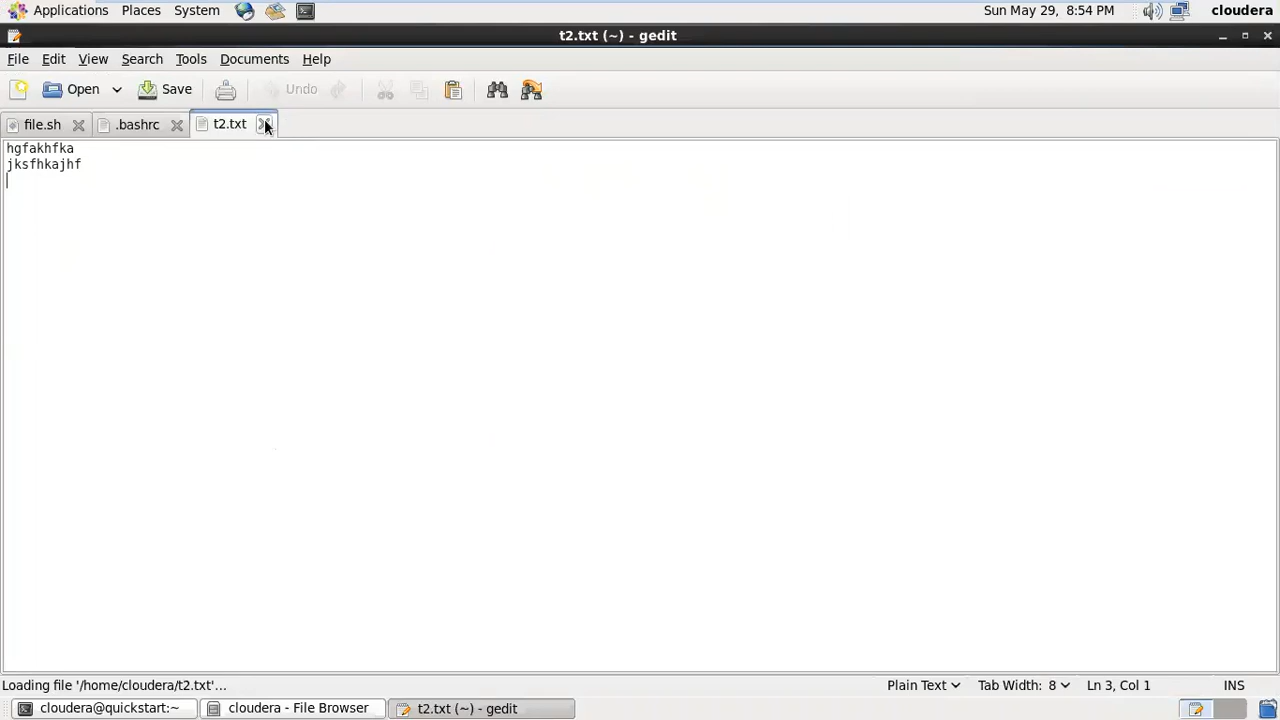 Applications Places System Sun May 29, 8:54 PM cloudera
t2.txt (~) - gedit
File Edit View Search Tools Documents Help
Open Save Undo
file.sh .bashrc t2.txt
hgfakhfka
jksfhkajhf
Loading file '/home/cloudera/t2.txt'... Plain Text Tab Width: 8 Ln 3, Col 1 INS
cloudera@quickstart:~ cloudera - File Browser t2.txt (~) - gedit